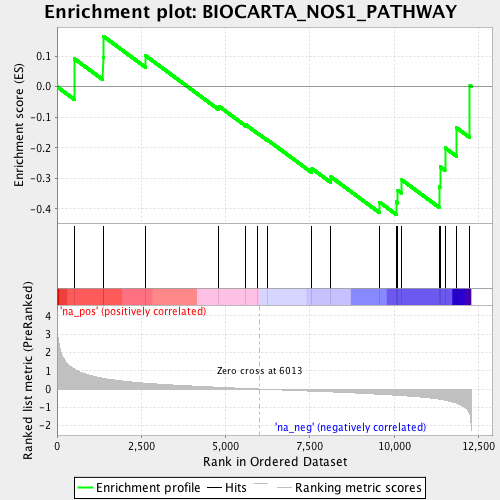 Enrichment plot: BIOCARTA_NOS1_PATHWAY
Enrichment score (ES)
0.1
0.0
-0.1
-0.2
-0.3
-0.4
'na_pos' (positively correlated)
Ranked list metric (PreRanked)
4
3
2
1
0
-1
-2
Zero cross at 6013
'na_neg' (negatively correlated)
0 2,500 5,000 7,500 10,000 12,500
Rank in Ordered Dataset
Enrichment profile Hits Ranking metric scores